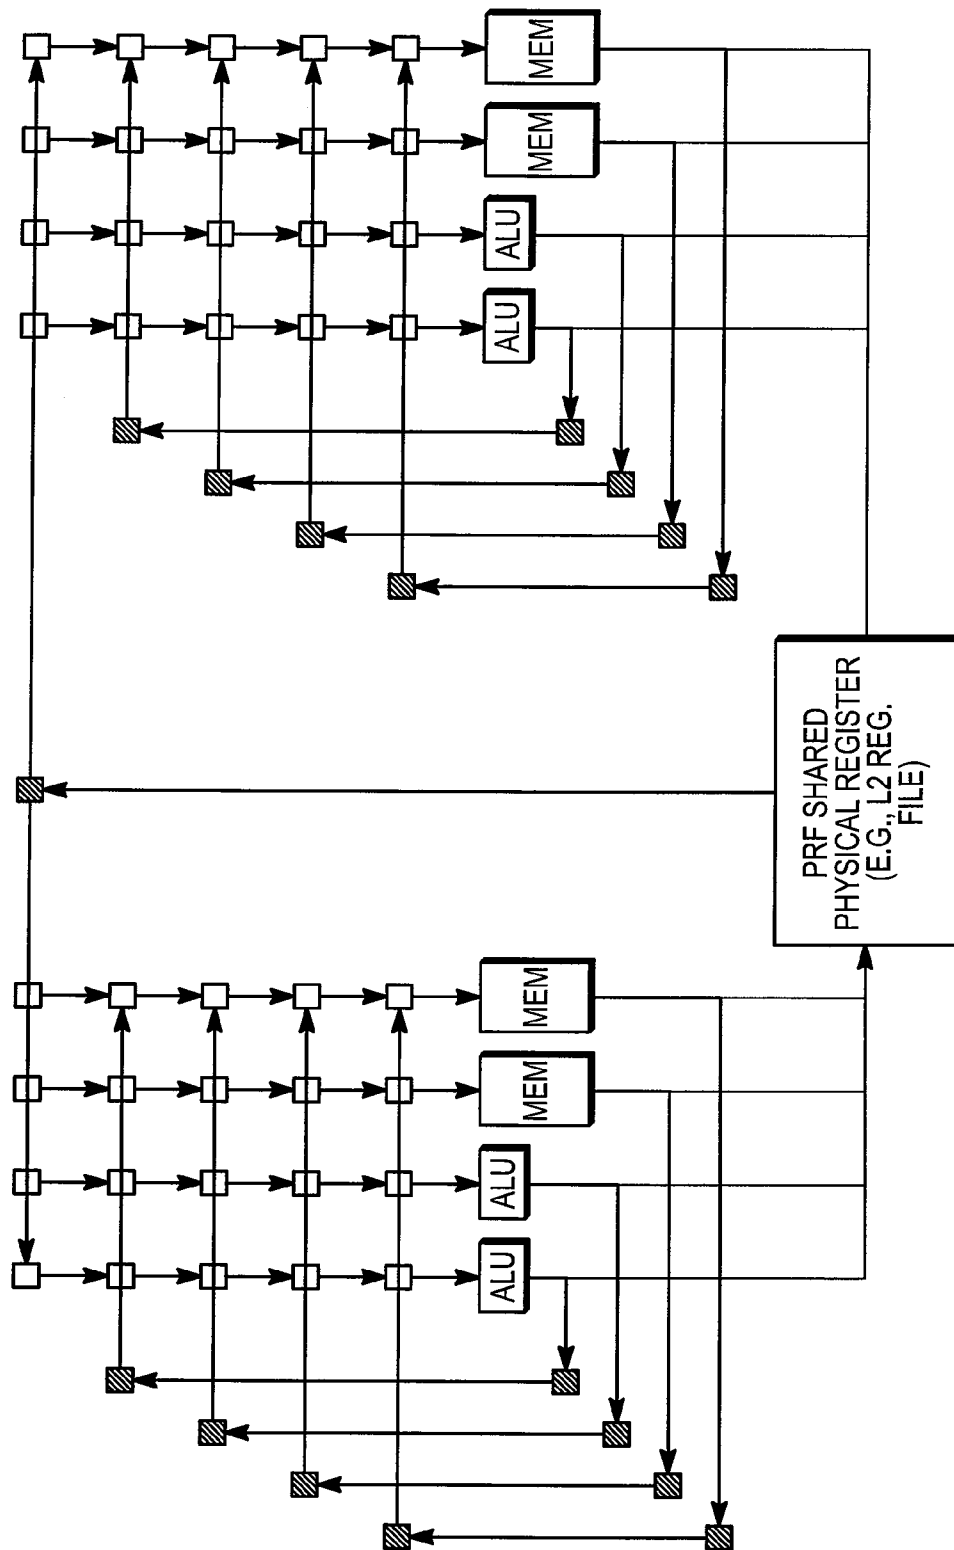 MEM
MEM
ALU
ALU
PRF SHARED
PHYSICAL REGISTER
(E.G., L2 REG.
FILE)
MEM
MEM
ALU
ALU